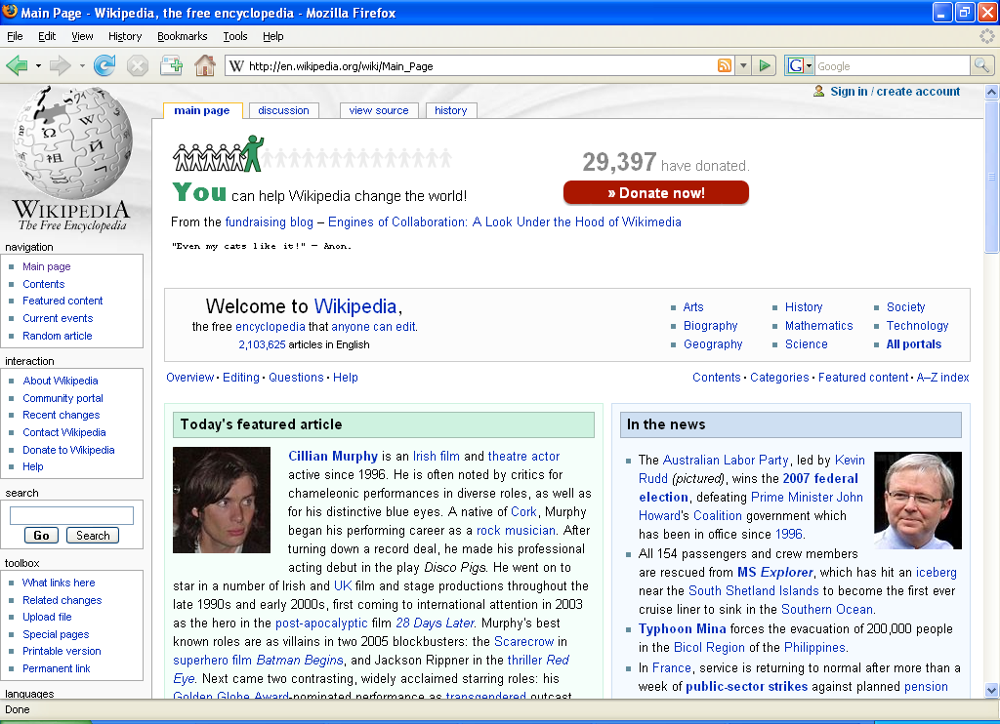 Main Page - Wikipedia, the free encyclopedia - Mozilla Firefox
File Edit View History Bookmarks Tools Help
W http://en.wikipedia.org/wiki/Main_Page G Google
Sign in / create account
main page discussion view source history
29,397 have donated.
You can help Wikipedia change the world!
» Donate now!
From the fundraising blog – Engines of Collaboration: A Look Under the Hood of Wikimedia
"Even my cats like it!" — Anon.
WIKIPEDIA
The Free Encyclopedia
navigation
Main page
Contents
Featured content
Current events
Random article
interaction
About Wikipedia
Community portal
Recent changes
Contact Wikipedia
Donate to Wikipedia
Help
search
Go Search
toolbox
What links here
Related changes
Upload file
Special pages
Printable version
Permanent link
languages
Welcome to Wikipedia,
the free encyclopedia that anyone can edit.
2,103,625 articles in English
Arts
Biography
Geography
History
Mathematics
Science
Society
Technology
All portals
Overview · Editing · Questions · Help
Contents · Categories · Featured content · A–Z index
Today's featured article
Cillian Murphy is an Irish film and theatre actor
active since 1996. He is often noted by critics for
chameleonic performances in diverse roles, as well as
for his distinctive blue eyes. A native of Cork, Murphy
began his performing career as a rock musician. After
turning down a record deal, he made his professional
acting debut in the play Disco Pigs. He went on to
star in a number of Irish and UK film and stage productions throughout the
late 1990s and early 2000s, first coming to international attention in 2003
as the hero in the post-apocalyptic film 28 Days Later. Murphy's best
known roles are as villains in two 2005 blockbusters: the Scarecrow in
superhero film Batman Begins, and Jackson Rippner in the thriller Red
Eye. Next came two contrasting, widely acclaimed starring roles: his
Golden Globe Award-nominated performance as transgendered outcast
In the news
The Australian Labor Party, led by Kevin
Rudd (pictured), wins the 2007 federal
election, defeating Prime Minister John
Howard's Coalition government which
has been in office since 1996.
All 154 passengers and crew members
are rescued from MS Explorer, which has hit an iceberg
near the South Shetland Islands to become the first ever
cruise liner to sink in the Southern Ocean.
Typhoon Mina forces the evacuation of 200,000 people
in the Bicol Region of the Philippines.
In France, service is returning to normal after more than a
week of public-sector strikes against planned pension
Done